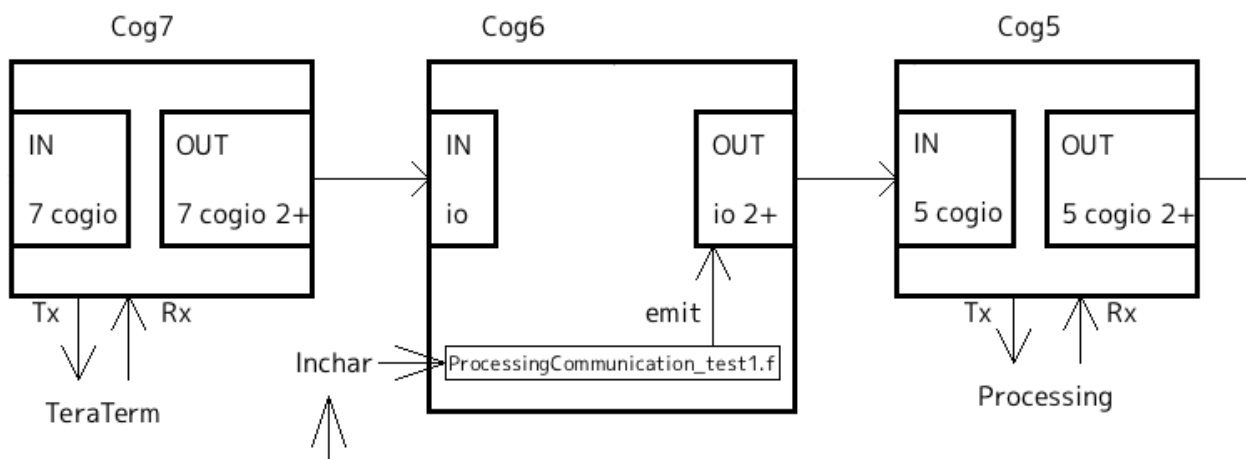 Cog7
Cog6
Cog5
IN
OUT
7 cogio
7 cogio 2+
IN
OUT
io
io 2+
IN
OUT
5 cogio
5 cogio 2+
Tx
Rx
emit
Tx
Rx
Inchar
ProcessingCommunication_test1.f
TeraTerm
Processing